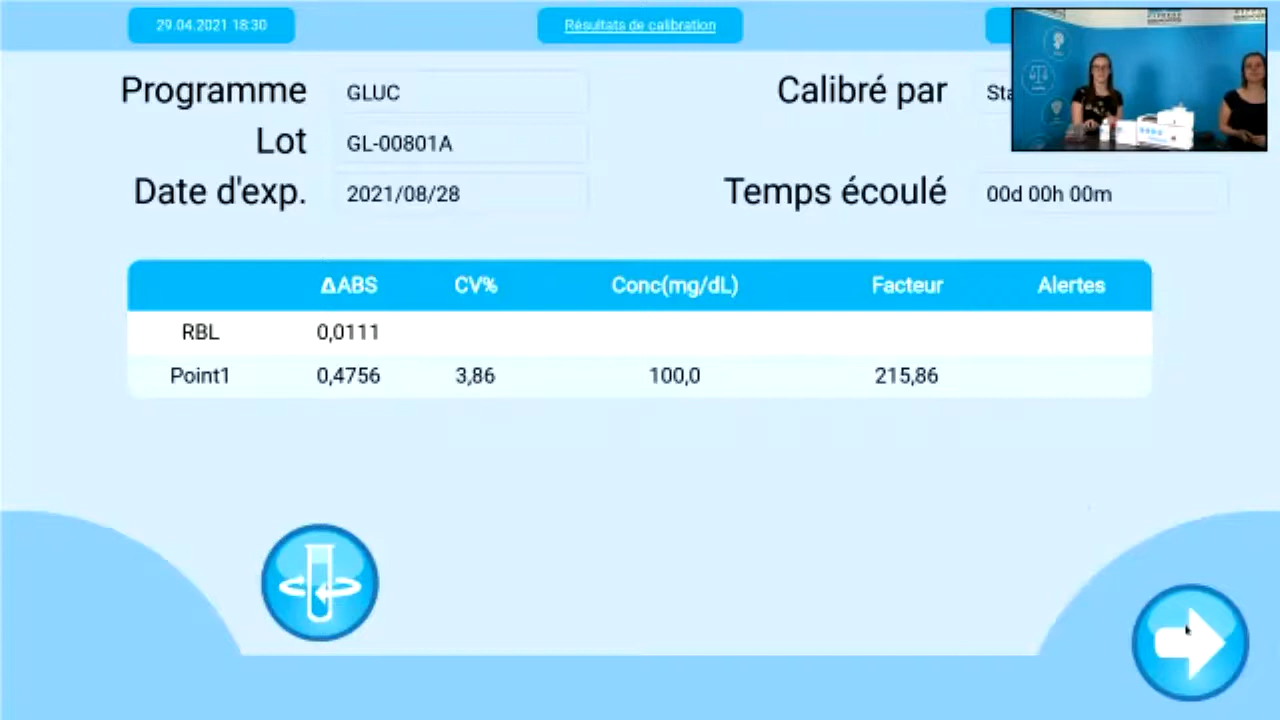 29.04.2021 18:30
Résultats de calibration
Programme GLUC
Calibré par Sta
Lot GL-00801A
Date d'exp. 2021/08/28
Temps écoulé 00d 00h 00m
ΔABS CV% Conc(mg/dL) Facteur Alertes
RBL 0,0111
Point1 0,4756 3,86 100,0 215,86